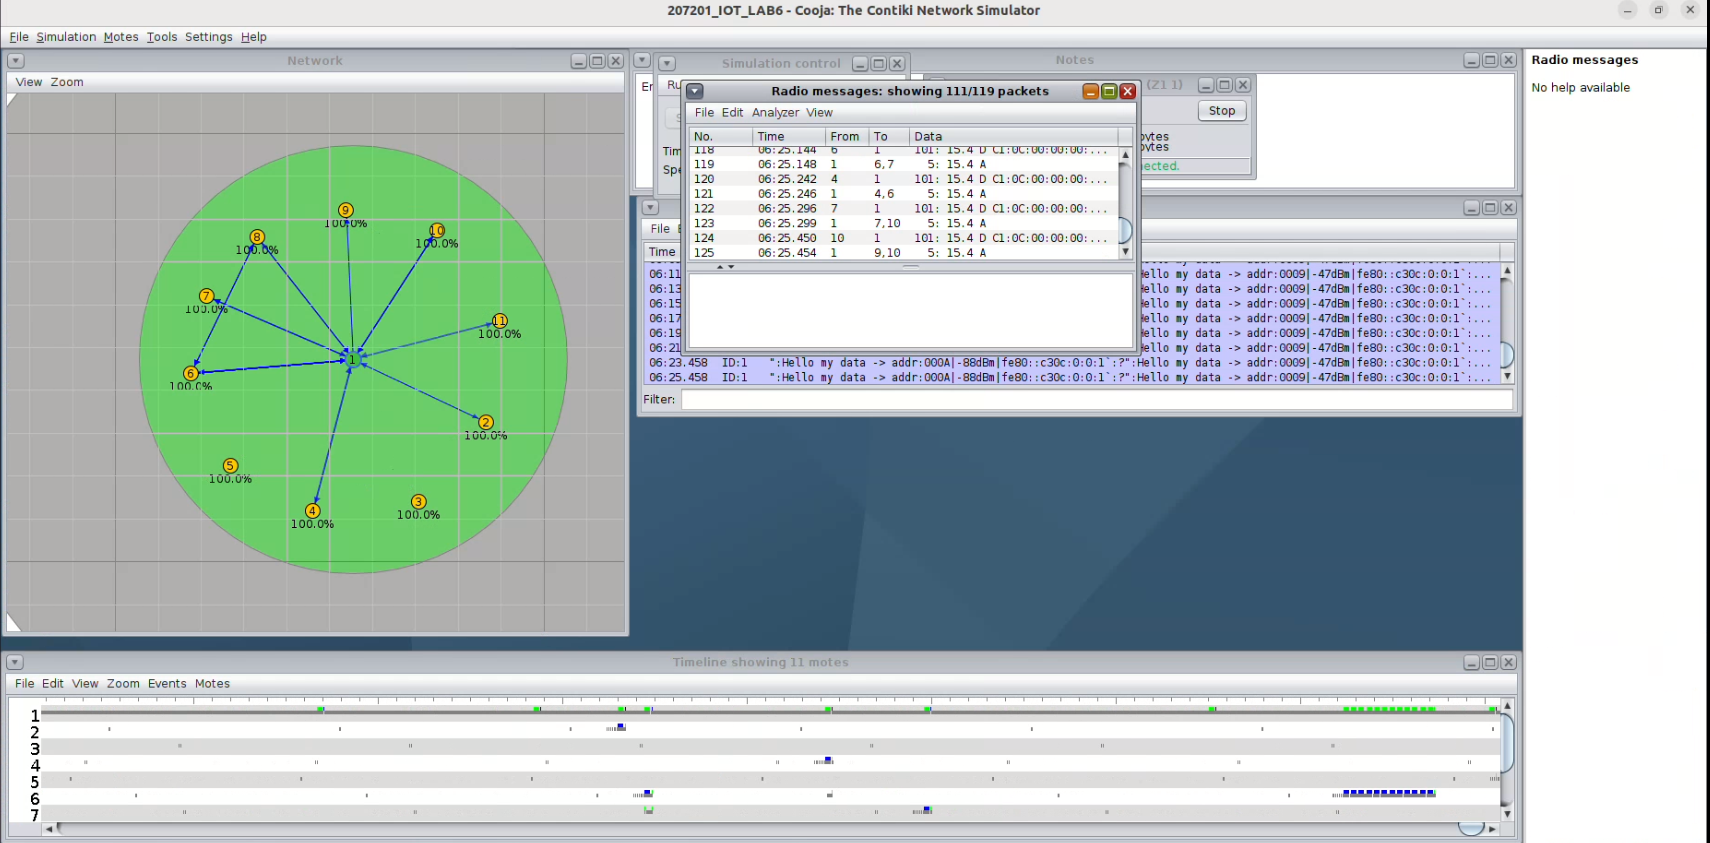 207201_IOT_LAB6 - Cooja: The Contiki Network Simulator
File Simulation Motes Tools Settings Help
Network
View Zoom
9
100.0%
8
100.0%
10
100.0%
7
100.0%
11
100.0%
1
6
100.0%
2
100.0%
5
100.0%
3
100.0%
4
100.0%
Simulation control
Notes
(Z1 1)
Stop
Radio messages: showing 111/119 packets
File Edit Analyzer View
No. Time From To Data
118 06:25.144 6 1 101: 15.4 D C1:0C:00:00:00:...
119 06:25.148 1 6,7 5: 15.4 A
120 06:25.242 4 1 101: 15.4 D C1:0C:00:00:00:...
121 06:25.246 1 4,6 5: 15.4 A
122 06:25.296 7 1 101: 15.4 D C1:0C:00:00:00:...
123 06:25.299 1 7,10 5: 15.4 A
124 06:25.450 10 1 101: 15.4 D C1:0C:00:00:00:...
125 06:25.454 1 9,10 5: 15.4 A
File
Time
06:11 Hello my data -> addr:0009|-47dBm|fe80::c30c:0:0:1`:...
06:13 Hello my data -> addr:0009|-47dBm|fe80::c30c:0:0:1`:...
06:15 Hello my data -> addr:0009|-47dBm|fe80::c30c:0:0:1`:...
06:17 Hello my data -> addr:0009|-47dBm|fe80::c30c:0:0:1`:...
06:19 Hello my data -> addr:0009|-47dBm|fe80::c30c:0:0:1`:...
06:21 Hello my data -> addr:0009|-47dBm|fe80::c30c:0:0:1`:...
06:23.458 ID:1 ":Hello my data -> addr:000A|-88dBm|fe80::c30c:0:0:1`:?":Hello my data -> addr:0009|-47dBm|fe80::c30c:0:0:1`:...
06:25.458 ID:1 ":Hello my data -> addr:000A|-88dBm|fe80::c30c:0:0:1`:?":Hello my data -> addr:0009|-47dBm|fe80::c30c:0:0:1`:...
Filter:
Radio messages
No help available
Timeline showing 11 motes
File Edit View Zoom Events Motes
1
2
3
4
5
6
7